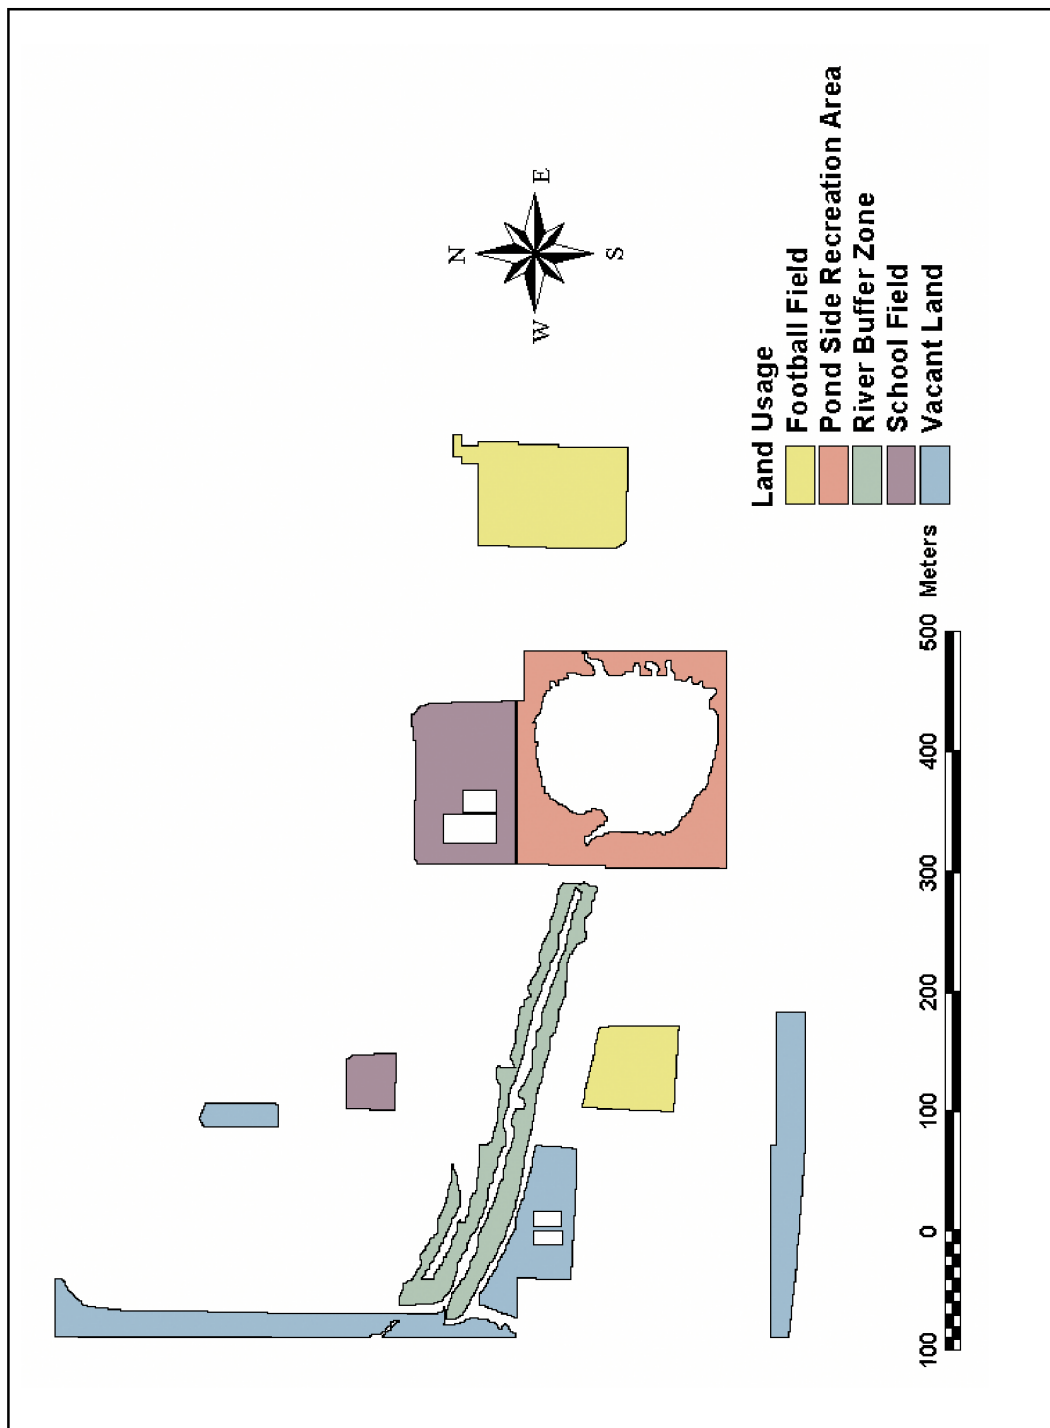 N
W
E
S
Land Usage
Football Field
Pond Side Recreation Area
River Buffer Zone
School Field
Vacant Land
100 0 100 200 300 400 500 Meters